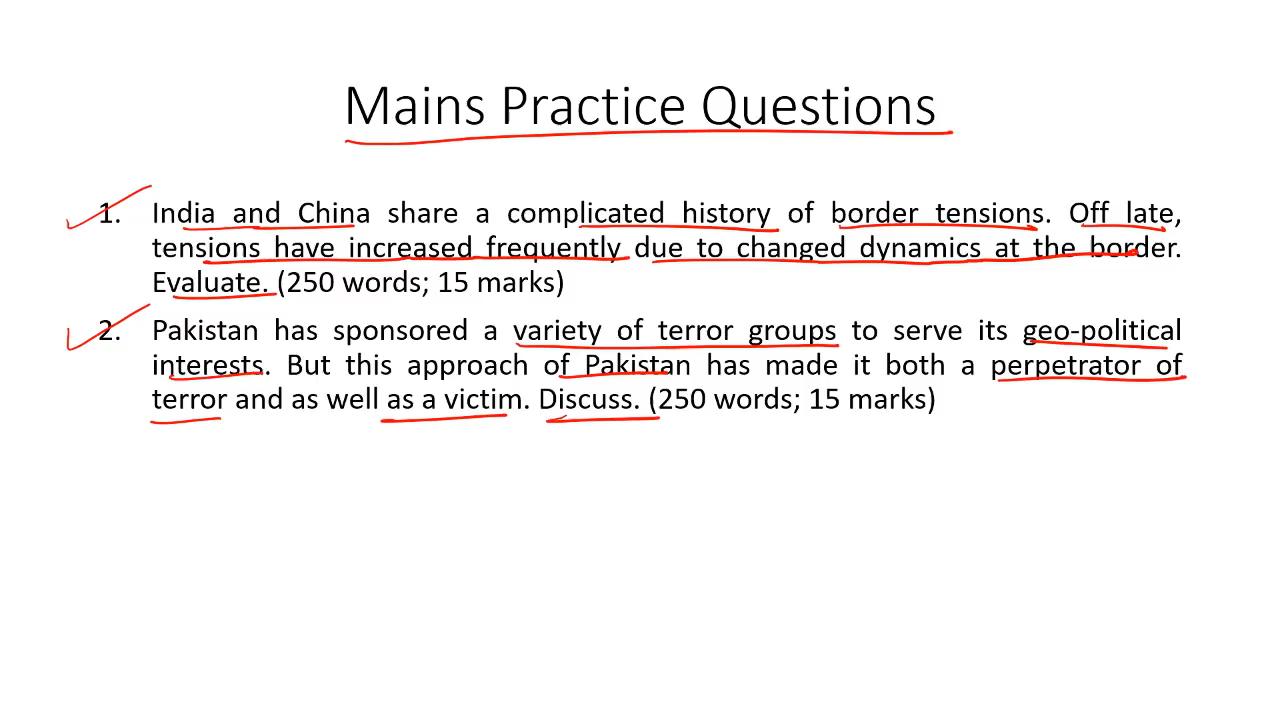 Mains Practice Questions
1. India and China share a complicated history of border tensions. Off late,
tensions have increased frequently due to changed dynamics at the border.
Evaluate. (250 words; 15 marks)
2. Pakistan has sponsored a variety of terror groups to serve its geo-political
interests. But this approach of Pakistan has made it both a perpetrator of
terror and as well as a victim. Discuss. (250 words; 15 marks)